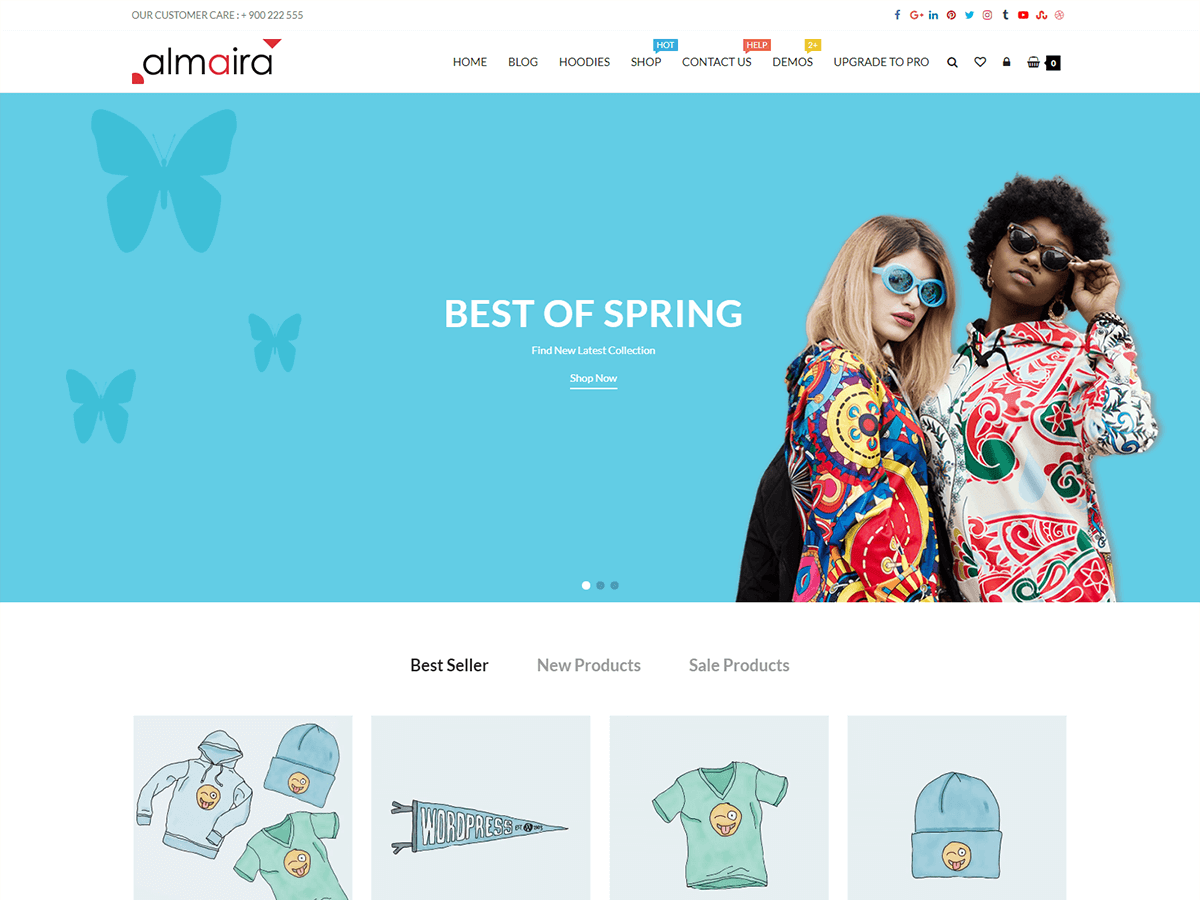 OUR CUSTOMER CARE : + 900 222 555
almaira
HOT HELP 2+
HOME BLOG HOODIES SHOP CONTACT US DEMOS UPGRADE TO PRO 0
BEST OF SPRING
Find New Latest Collection
Shop Now
Best Seller New Products Sale Products
WORDPRESS